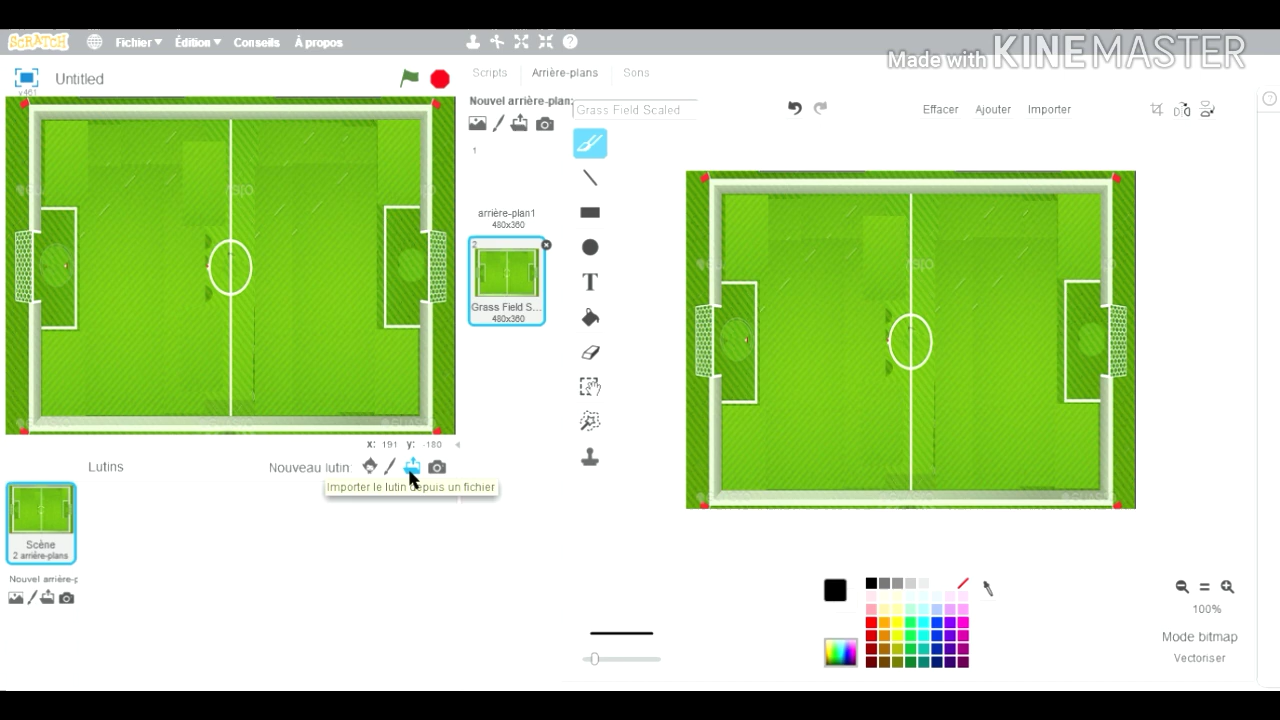 SCRATCH Fichier Édition Conseils À propos
Made with KINEMASTER
Untitled
v461
Scripts Arrière-plans Sons
Nouvel arrière-plan:
Grass Field Scaled
Effacer Ajouter Importer
1
arrière-plan1
480x360
2
Grass Field S...
480x360
T
x: 191 y: -180
Lutins
Nouveau lutin:
Importer le lutin depuis un fichier
Scène
2 arrière-plans
Nouvel arrière-p
100%
Mode bitmap
Vectoriser